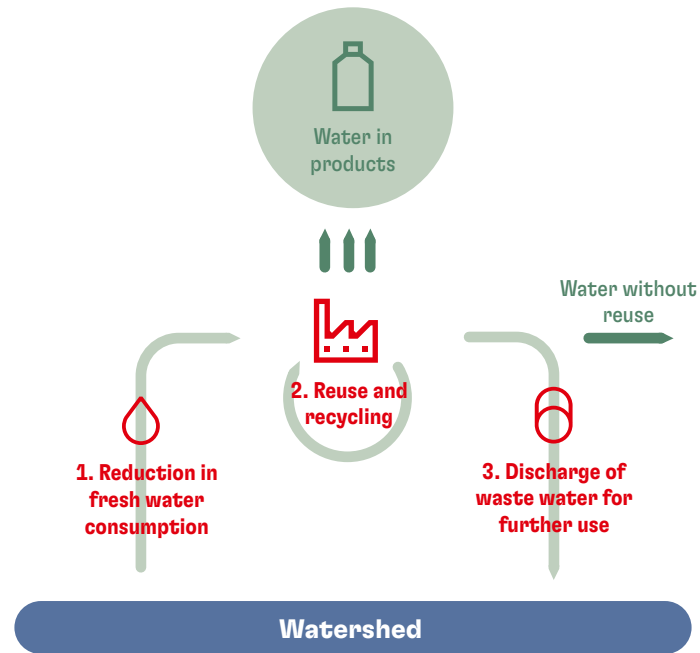 Water in
products
Water without
reuse
2. Reuse and
recycling
1. Reduction in
fresh water
consumption
3. Discharge of
waste water for
further use
Watershed